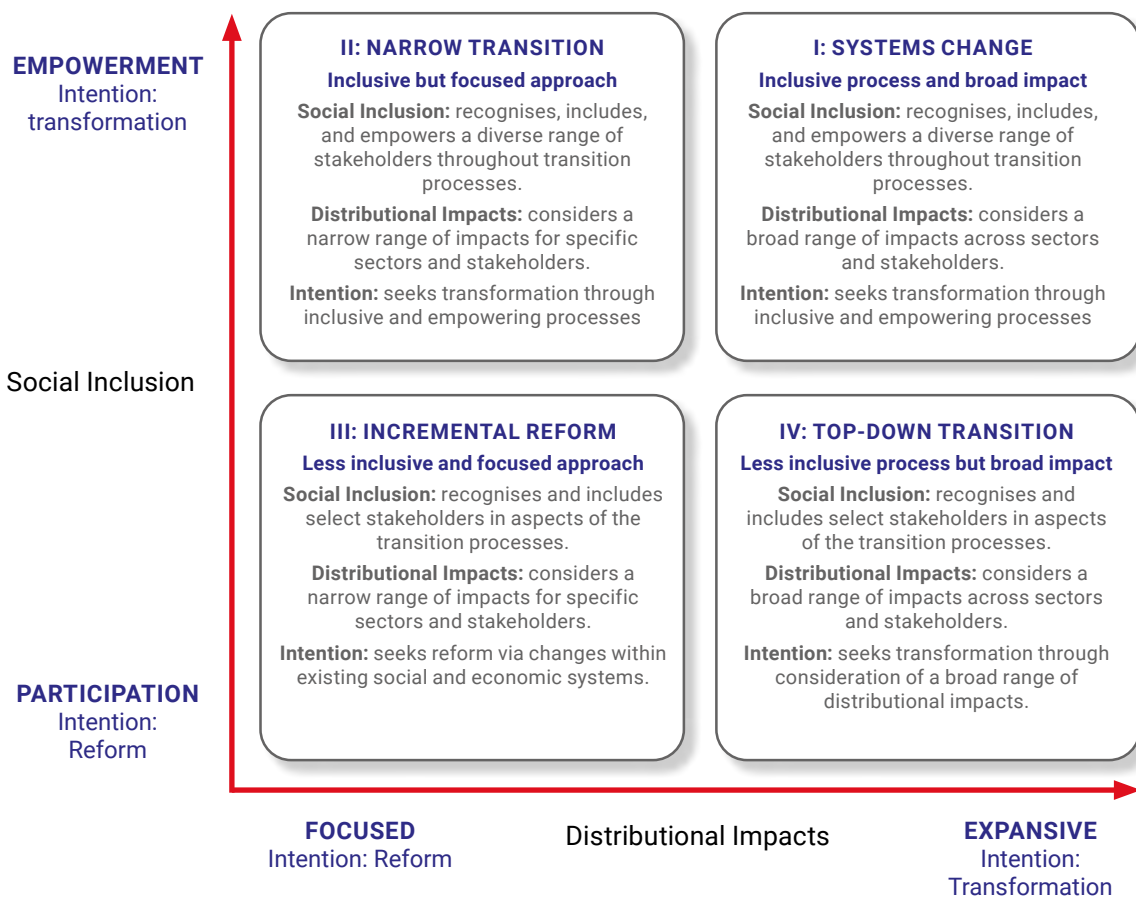 EMPOWERMENT
Intention:
transformation
II: NARROW TRANSITION
Inclusive but focused approach
Social Inclusion: recognises, includes,
and empowers a diverse range of
stakeholders throughout transition
processes.
Distributional Impacts: considers a
narrow range of impacts for specific
sectors and stakeholders.
Intention: seeks transformation through
inclusive and empowering processes
I: SYSTEMS CHANGE
Inclusive process and broad impact
Social Inclusion: recognises, includes,
and empowers a diverse range of
stakeholders throughout transition
processes.
Distributional Impacts: considers a
broad range of impacts across sectors
and stakeholders.
Intention: seeks transformation through
inclusive and empowering processes
Social Inclusion
III: INCREMENTAL REFORM
Less inclusive and focused approach
Social Inclusion: recognises and includes
select stakeholders in aspects of the
transition processes.
Distributional Impacts: considers a
narrow range of impacts for specific
sectors and stakeholders.
Intention: seeks reform via changes within
existing social and economic systems.
IV: TOP-DOWN TRANSITION
Less inclusive process but broad impact
Social Inclusion: recognises and
includes select stakeholders in aspects
of the transition processes.
Distributional Impacts: considers a
broad range of impacts across sectors
and stakeholders.
Intention: seeks transformation through
consideration of a broad range of
distributional impacts.
PARTICIPATION
Intention:
Reform
FOCUSED
Intention: Reform
Distributional Impacts
EXPANSIVE
Intention:
Transformation